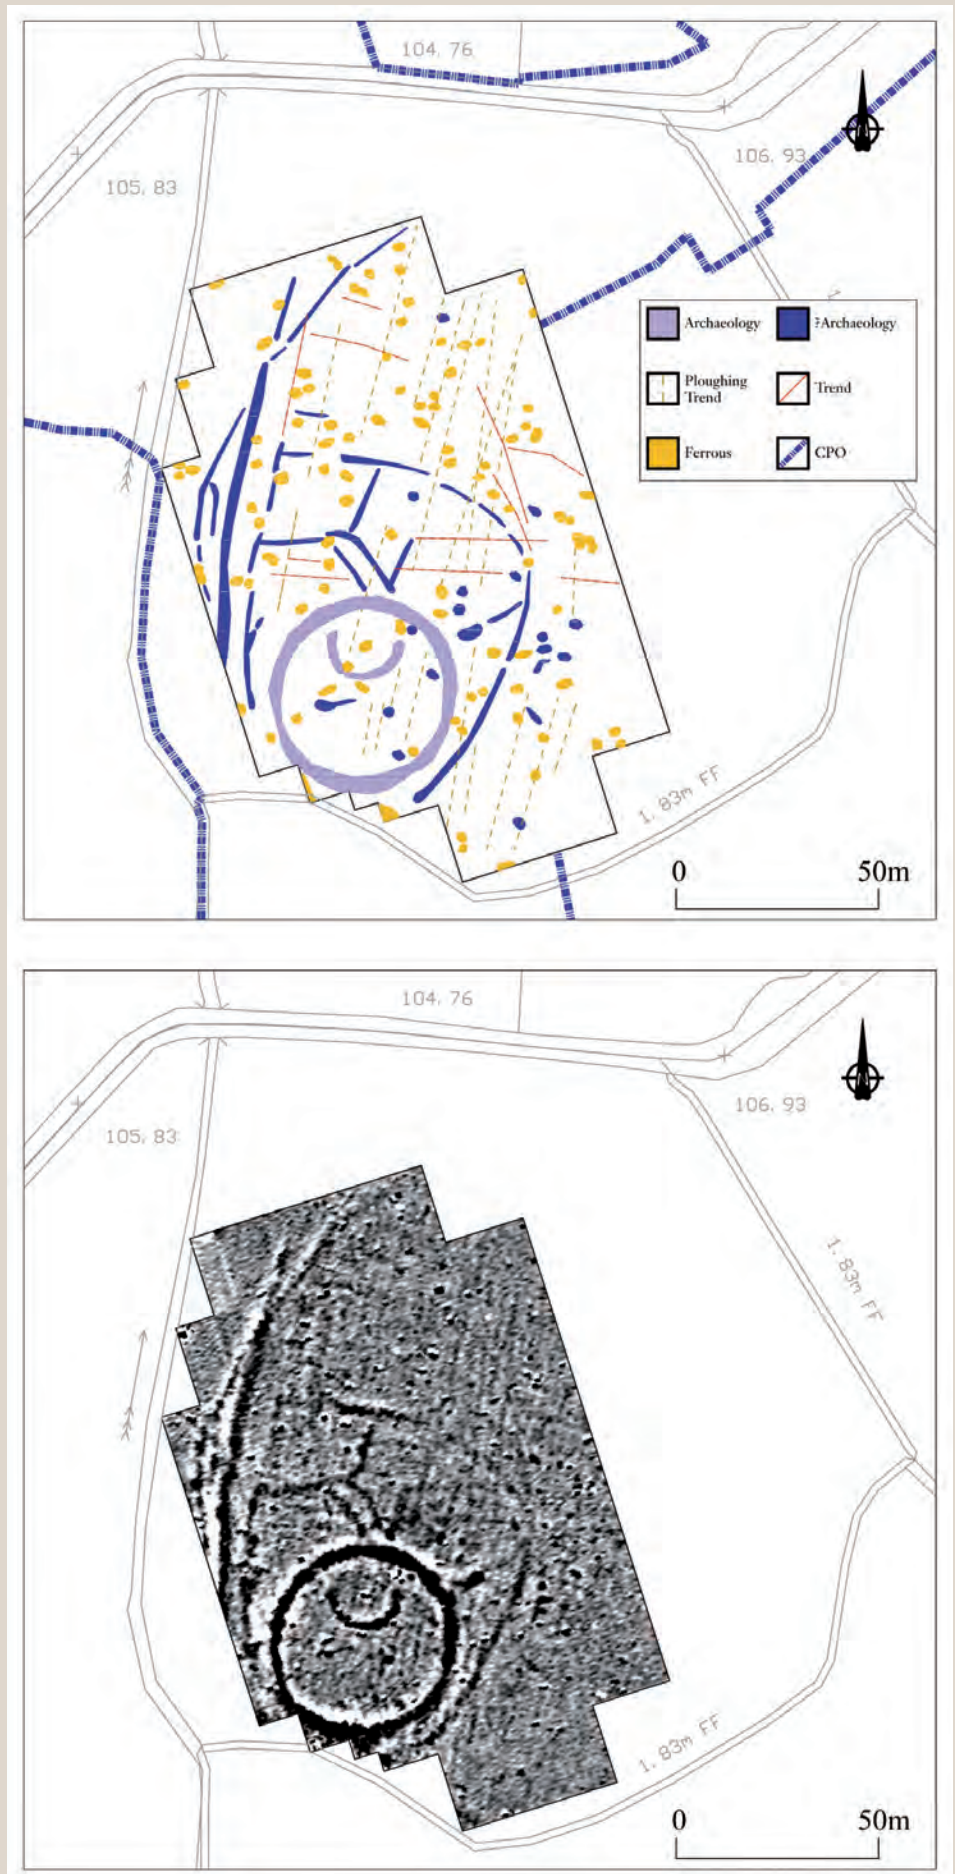 104, 76
106, 93
105, 83
Archaeology
?Archaeology
Ploughing
Trend
Trend
Ferrous
CPO
1. 83m FF
0
50m
104, 76
106, 93
105, 83
1. 83m FF
1. 83m FF
0
50m